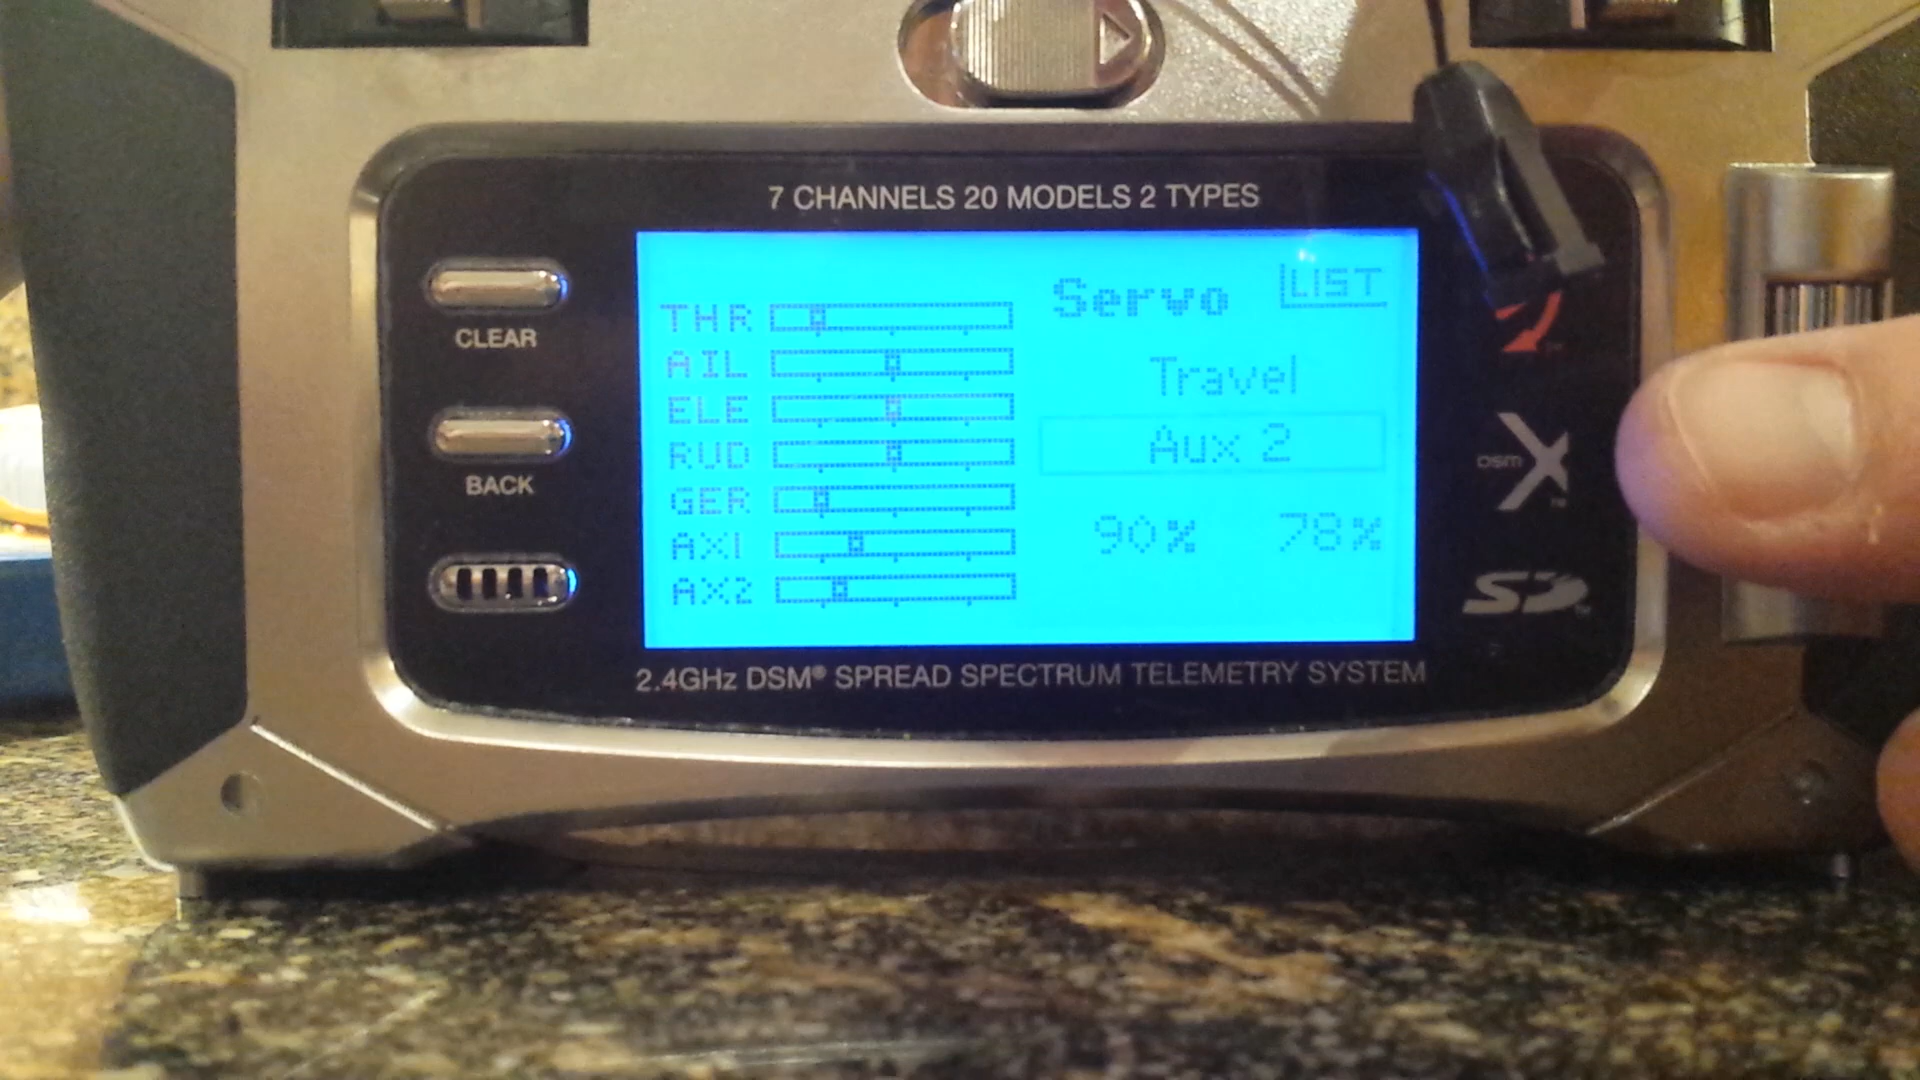 7 CHANNELS 20 MODELS 2 TYPES
CLEAR
BACK
THR
AIL
ELE
RUD
GER
AX1
AX2
Servo
LIST
Travel
Aux 2
90% 78%
DSM X
SD
2.4GHz DSM® SPREAD SPECTRUM TELEMETRY SYSTEM